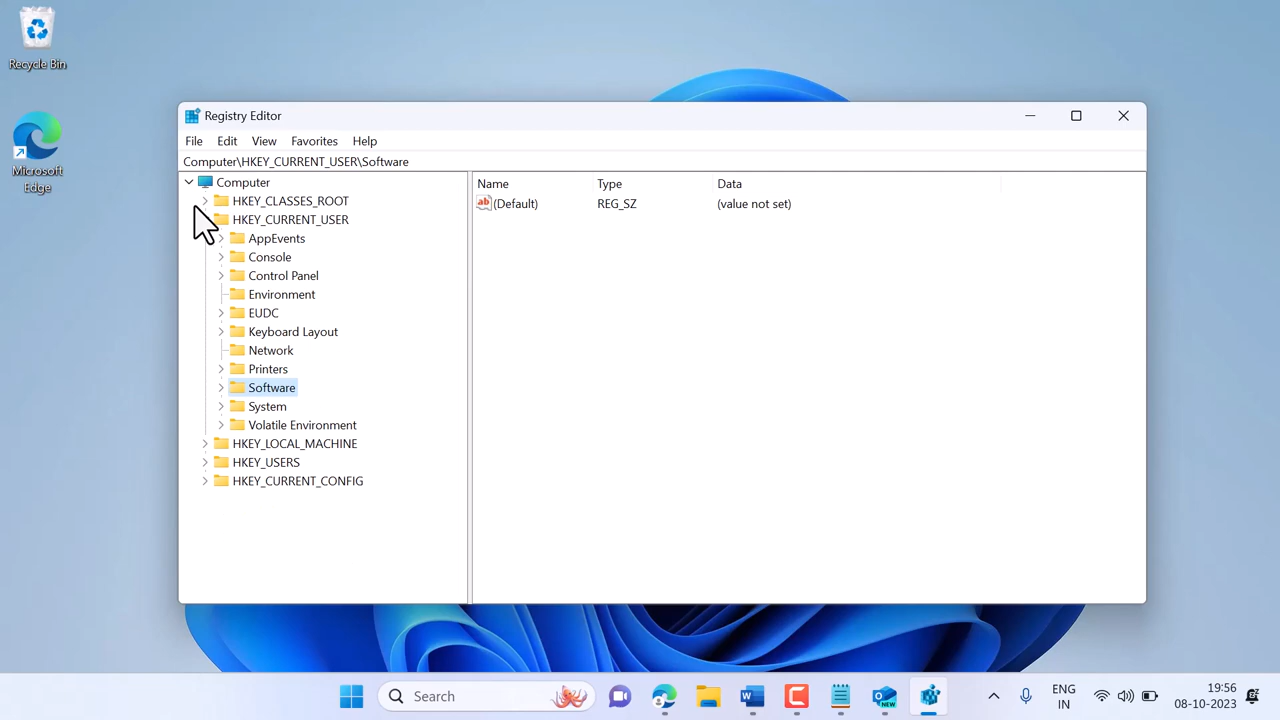 Recycle Bin
Microsoft
Edge
Registry Editor
File Edit View Favorites Help
Computer\HKEY_CURRENT_USER\Software
Computer
HKEY_CLASSES_ROOT
HKEY_CURRENT_USER
AppEvents
Console
Control Panel
Environment
EUDC
Keyboard Layout
Network
Printers
Software
System
Volatile Environment
HKEY_LOCAL_MACHINE
HKEY_USERS
HKEY_CURRENT_CONFIG
Name Type Data
ab (Default) REG_SZ (value not set)
Search
W
C
NEW
ENG
IN
19:56
08-10-2023